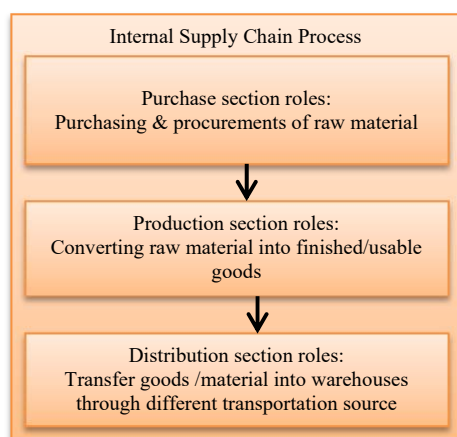 Internal Supply Chain Process
Purchase section roles:
Purchasing & procurements of raw material
Production section roles:
Converting raw material into finished/usable
goods
Distribution section roles:
Transfer goods /material into warehouses
through different transportation source